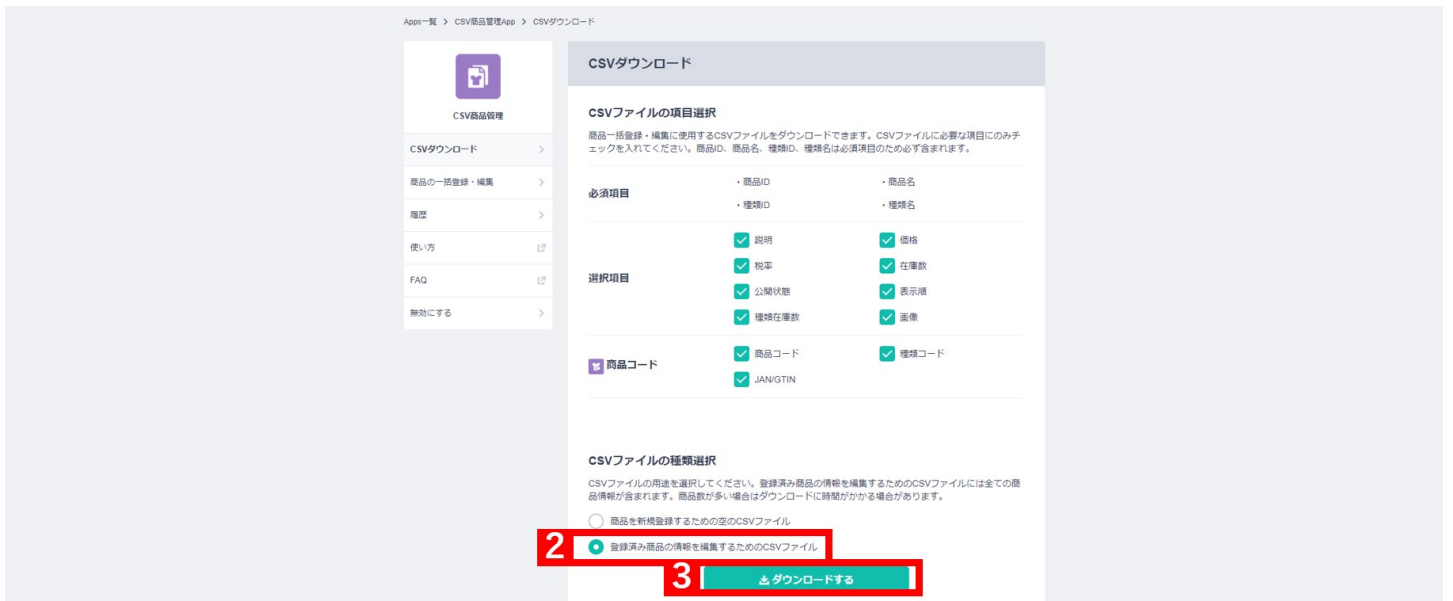 Apps一覧 > CSV商品管理App > CSVダウンロード
CSV商品管理
CSVダウンロード
商品の一括登録・編集
履歴
使い方
FAQ
無効にする
CSVダウンロード
CSVファイルの項目選択
商品一括登録・編集に使用するCSVファイルをダウンロードできます。CSVファイルに必要な項目にのみチ
ェックを入れてください。商品ID、商品名、種類ID、種類名は必須項目のため必ず含まれます。
必須項目
・商品ID ・商品名
・種類ID ・種類名
選択項目
説明 価格
税率 在庫数
公開状態 表示順
種類在庫数 画像
商品コード
商品コード 種類コード
JAN/GTIN
CSVファイルの種類選択
CSVファイルの用途を選択してください。登録済み商品の情報を編集するためのCSVファイルには全ての商
品情報が含まれます。商品数が多い場合はダウンロードに時間がかかる場合があります。
商品を新規登録するための空のCSVファイル
2 登録済み商品の情報を編集するためのCSVファイル
3 ダウンロードする